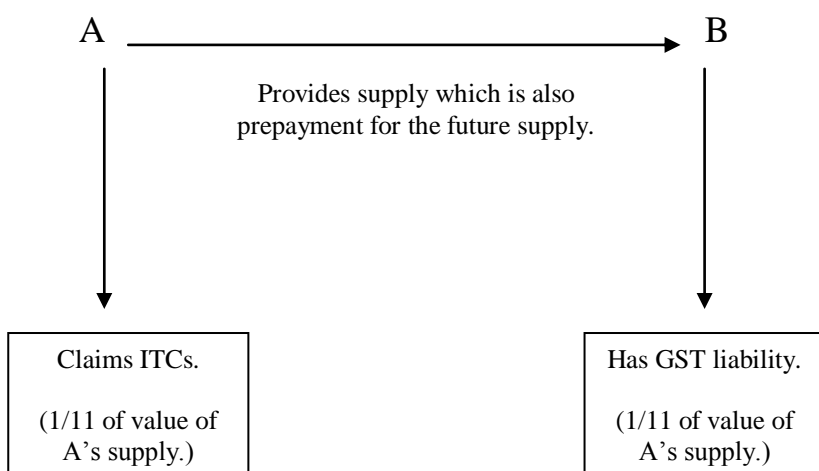 A B
Provides supply which is also
prepayment for the future supply.
Claims ITCs.
(1/11 of value of
A's supply.)
Has GST liability.
(1/11 of value of
A's supply.)